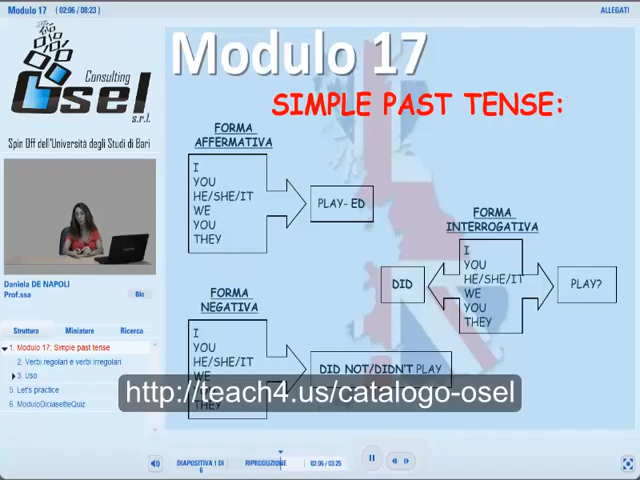 Modulo 17 ( 02:06 / 08:23)
ALLEGATI
Modulo 17
Consulting
Osel
s.r.l.
Spin Off dell'Università degli Studi di Bari
SIMPLE PAST TENSE:
FORMA
AFFERMATIVA
I
YOU
HE/SHE/IT
WE
YOU
THEY
PLAY- ED
FORMA
INTERROGATIVA
DID
I
YOU
HE/SHE/IT
WE
YOU
THEY
PLAY?
FORMA
NEGATIVA
I
YOU
HE/SHE/IT
WE
THEY
DID NOT/DIDN'T PLAY
Daniela DE NAPOLI
Prof.ssa
Bio
Struttura
Miniature
Ricerca
1. Modulo 17: Simple past tense
2. Verbi regolari e verbi irregolari
3. Uso
5. Let's practice
6. ModuloDiciasetteQuiz
http://teach4.us/catalogo-osel
DIAPOSITIVA 1 DI
6
RIPRODUZIONE
02:06 / 03:25